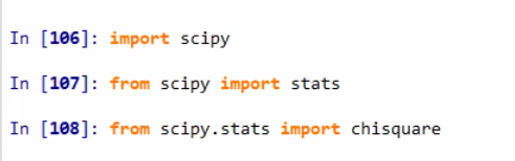 In [106]: import scipy
In [107]: from scipy import stats
In [108]: from scipy.stats import chisquare